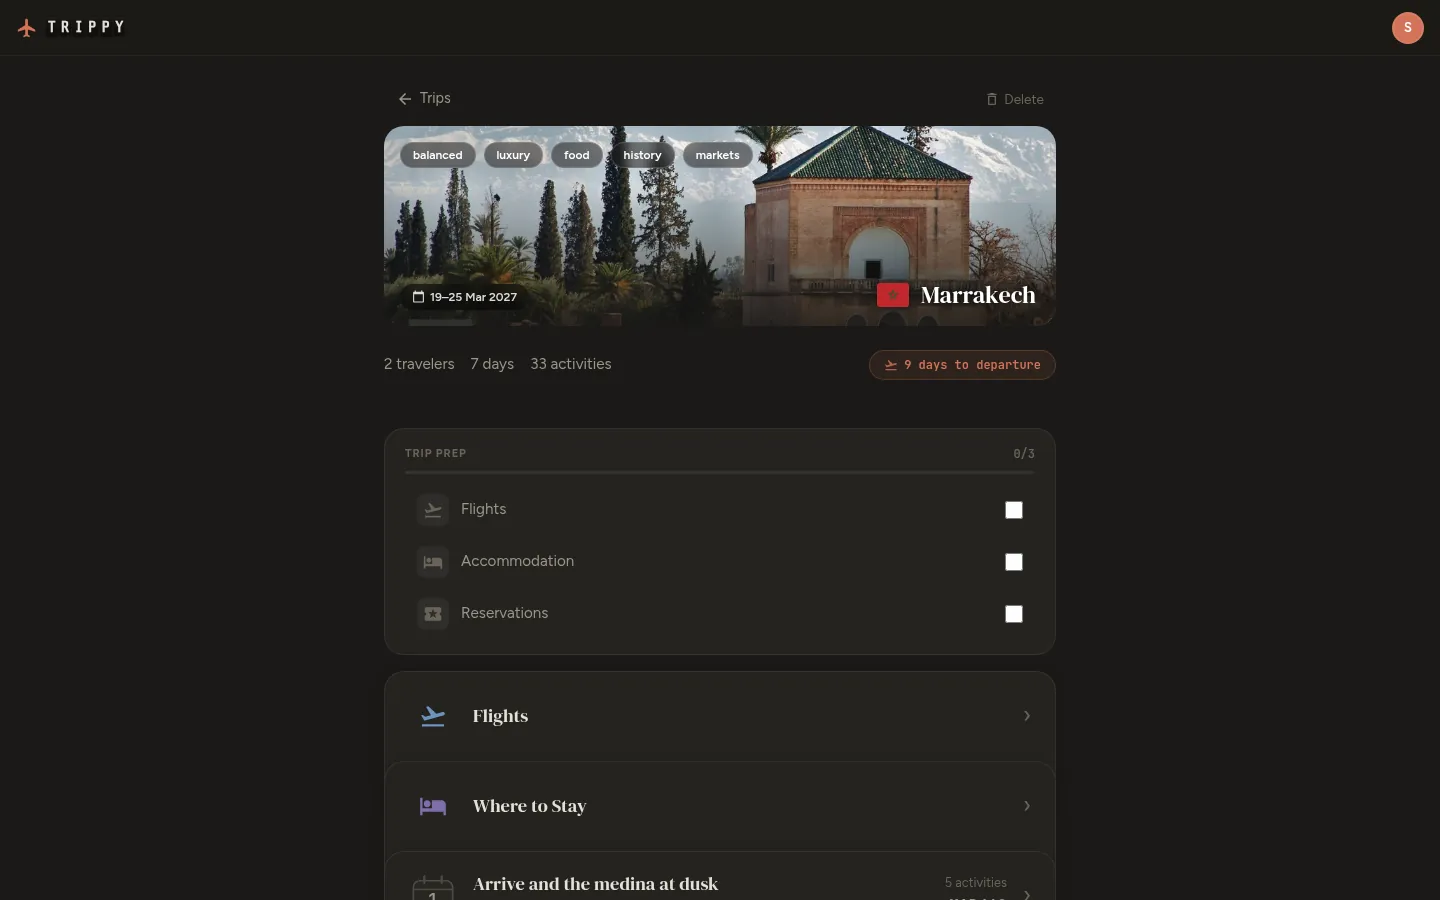 TRIPPY
S
Trips
Delete
balanced luxury food history markets
19–25 Mar 2027
Marrakech
2 travelers 7 days 33 activities
9 days to departure
TRIP PREP 0/3
Flights
Accommodation
Reservations
Flights
Where to Stay
Arrive and the medina at dusk
5 activities
1